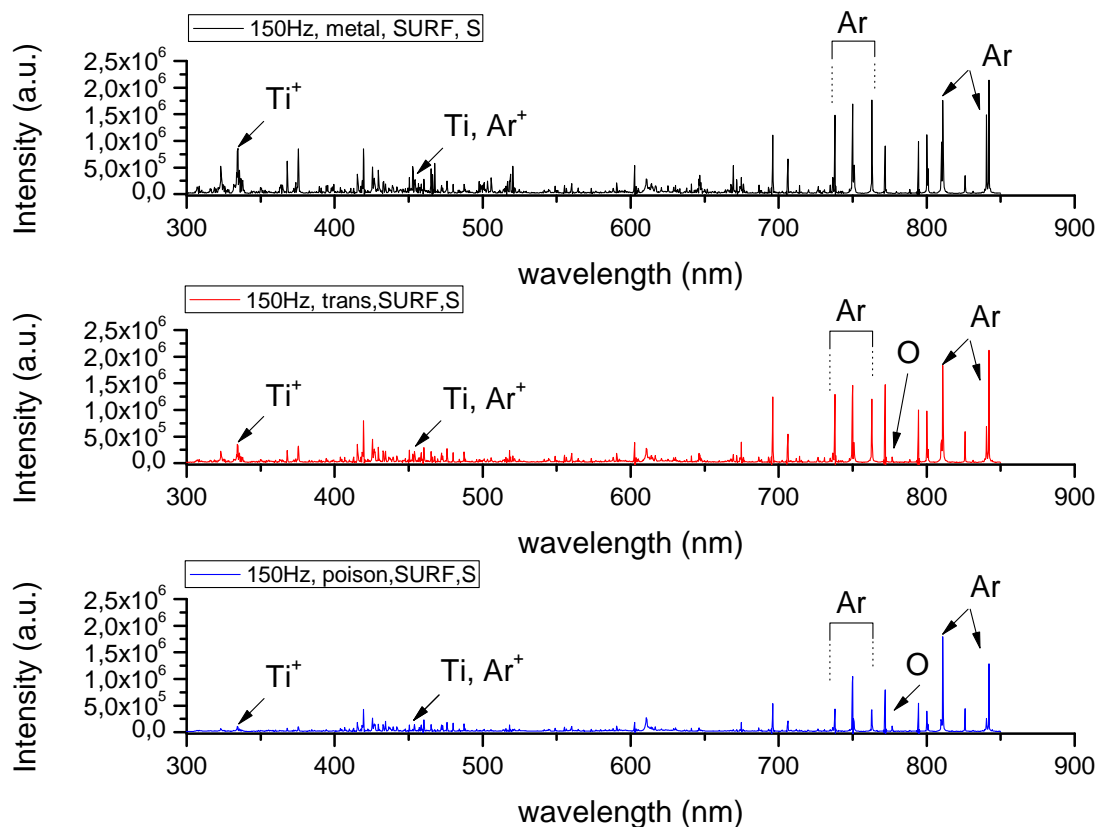 150Hz, metal, SURF, S
Intensity (a.u.)
2,5x10⁶
2,0x10⁶
1,5x10⁶
1,0x10⁶
5,0x10⁵
0,0
Ti⁺
Ti, Ar⁺
Ar
Ar
300 400 500 600 700 800 900
wavelength (nm)
150Hz, trans,SURF,S
Intensity (a.u.)
2,5x10⁶
2,0x10⁶
1,5x10⁶
1,0x10⁶
5,0x10⁵
0,0
Ti⁺
Ti, Ar⁺
Ar
O
Ar
300 400 500 600 700 800 900
wavelength (nm)
150Hz, poison,SURF,S
Intensity (a.u.)
2,5x10⁶
2,0x10⁶
1,5x10⁶
1,0x10⁶
5,0x10⁵
0,0
Ti⁺
Ti, Ar⁺
Ar
O
Ar
300 400 500 600 700 800 900
wavelength (nm)